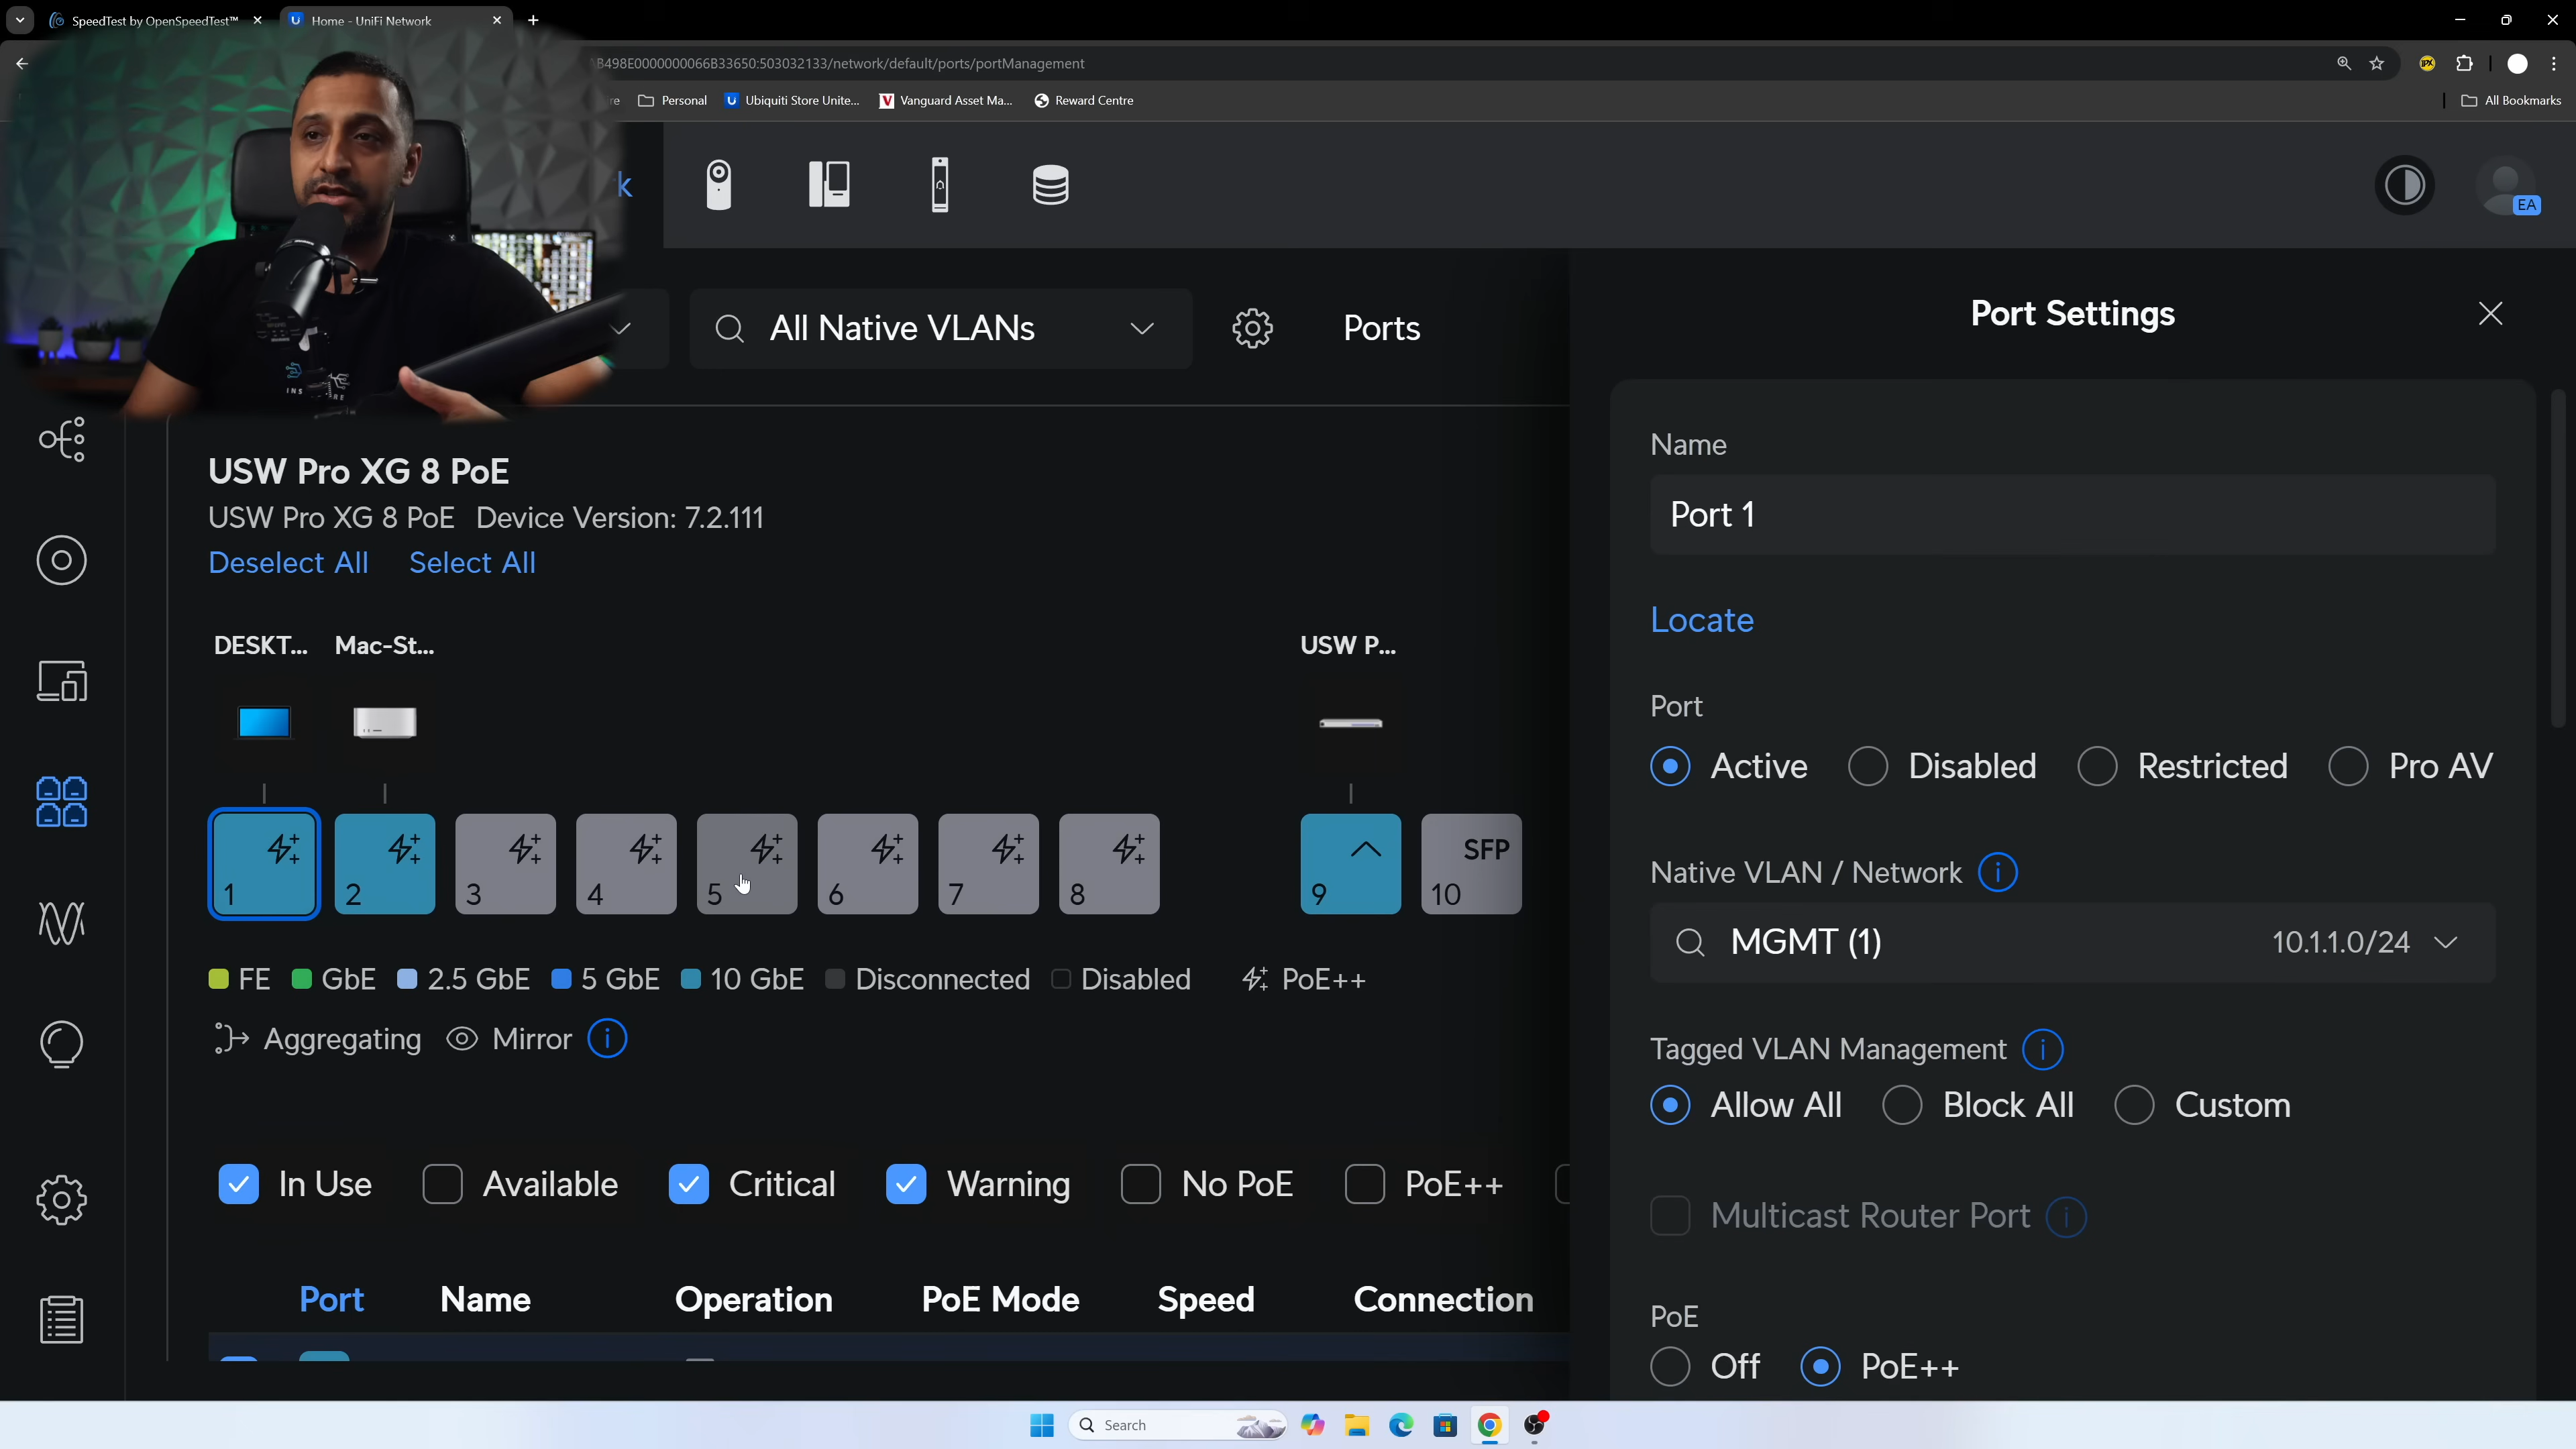 SpeedTest by OpenSpeedTest™
Home - UniFi Network
B498E0000000066B33650:503032133/network/default/ports/portManagement
re
Personal
Ubiquiti Store Unite...
Vanguard Asset Ma...
Reward Centre
All Bookmarks
k
EA
All Native VLANs
Ports
Port Settings
USW Pro XG 8 PoE
USW Pro XG 8 PoE Device Version: 7.2.111
Deselect All Select All
DESKT... Mac-St... USW P...
1 2 3 4 5 6 7 8 9 SFP 10
FE GbE 2.5 GbE 5 GbE 10 GbE Disconnected Disabled PoE++
Aggregating Mirror
In Use Available Critical Warning No PoE PoE++
Port Name Operation PoE Mode Speed Connection
Name
Port 1
Locate
Port
Active Disabled Restricted Pro AV
Native VLAN / Network
MGMT (1) 10.1.1.0/24
Tagged VLAN Management
Allow All Block All Custom
Multicast Router Port
PoE
Off PoE++
Search